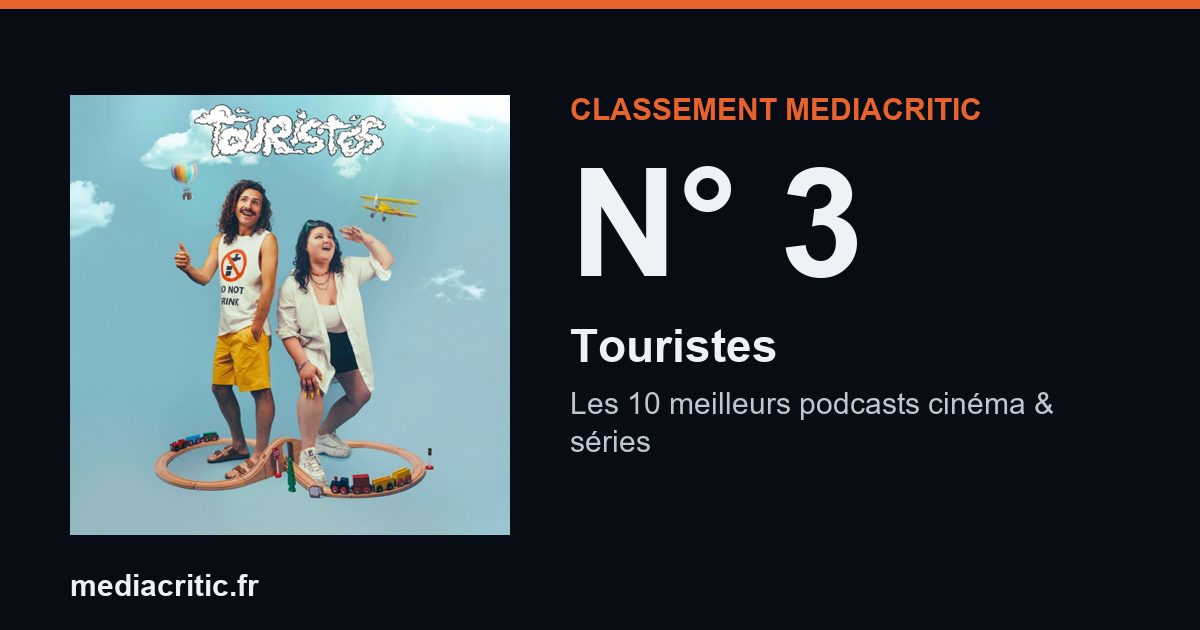 TOURISTES
DO NOT
DRINK
CLASSEMENT MEDIACRITIC
N° 3
Touristes
Les 10 meilleurs podcasts cinéma &
séries
mediacritic.fr